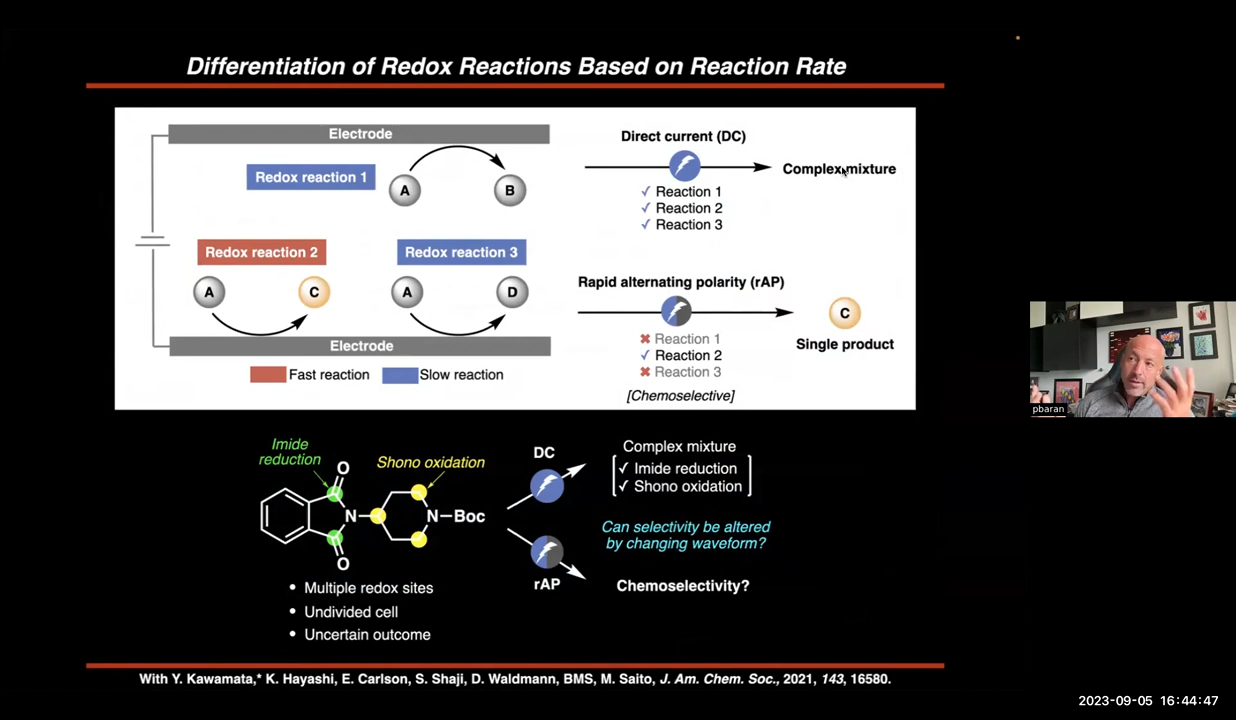 Differentiation of Redox Reactions Based on Reaction Rate
Electrode
Redox reaction 1
A
B
Redox reaction 2
Redox reaction 3
A
C
A
D
Electrode
Fast reaction
Slow reaction
Direct current (DC)
Complex mixture
✓ Reaction 1
✓ Reaction 2
✓ Reaction 3
Rapid alternating polarity (rAP)
C
Single product
✖ Reaction 1
✓ Reaction 2
✖ Reaction 3
[Chemoselective]
pbaran
Imide
reduction
Shono oxidation
O
N
N–Boc
O
DC
Complex mixture
✓ Imide reduction
✓ Shono oxidation
Can selectivity be altered
by changing waveform?
rAP
Chemoselectivity?
• Multiple redox sites
• Undivided cell
• Uncertain outcome
With Y. Kawamata,* K. Hayashi, E. Carlson, S. Shaji, D. Waldmann, BMS, M. Saito, J. Am. Chem. Soc., 2021, 143, 16580.
2023-09-05 16:44:47